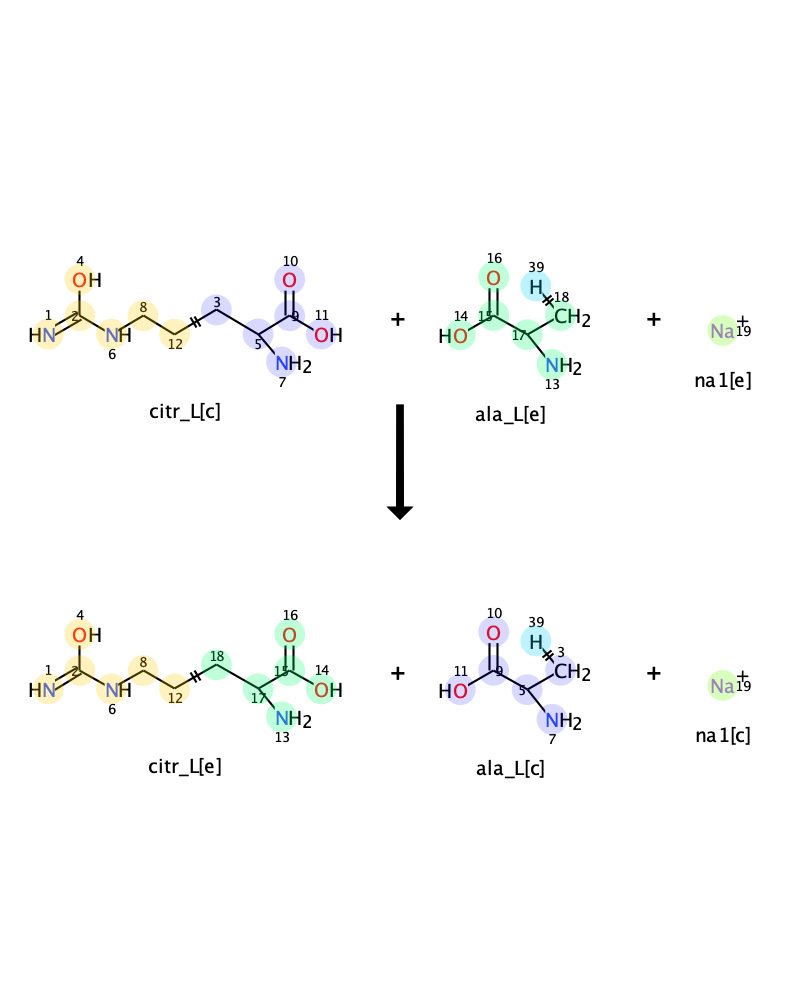 4 10 16 39
OH O O H 18
1 8 3 14 15 CH2
HN 2 NH 12 5 9 11 OH + HO 17 + Na+ 19
6 NH2 NH2
7 13 na1[e]
citr_L[c] ala_L[e]
4 16 10 39
OH O O H 3
1 8 18 11 9 CH2
HN 2 NH 12 17 15 14 OH + HO 5 + Na+ 19
6 NH2 NH2
13 7 na1[c]
citr_L[e] ala_L[c]